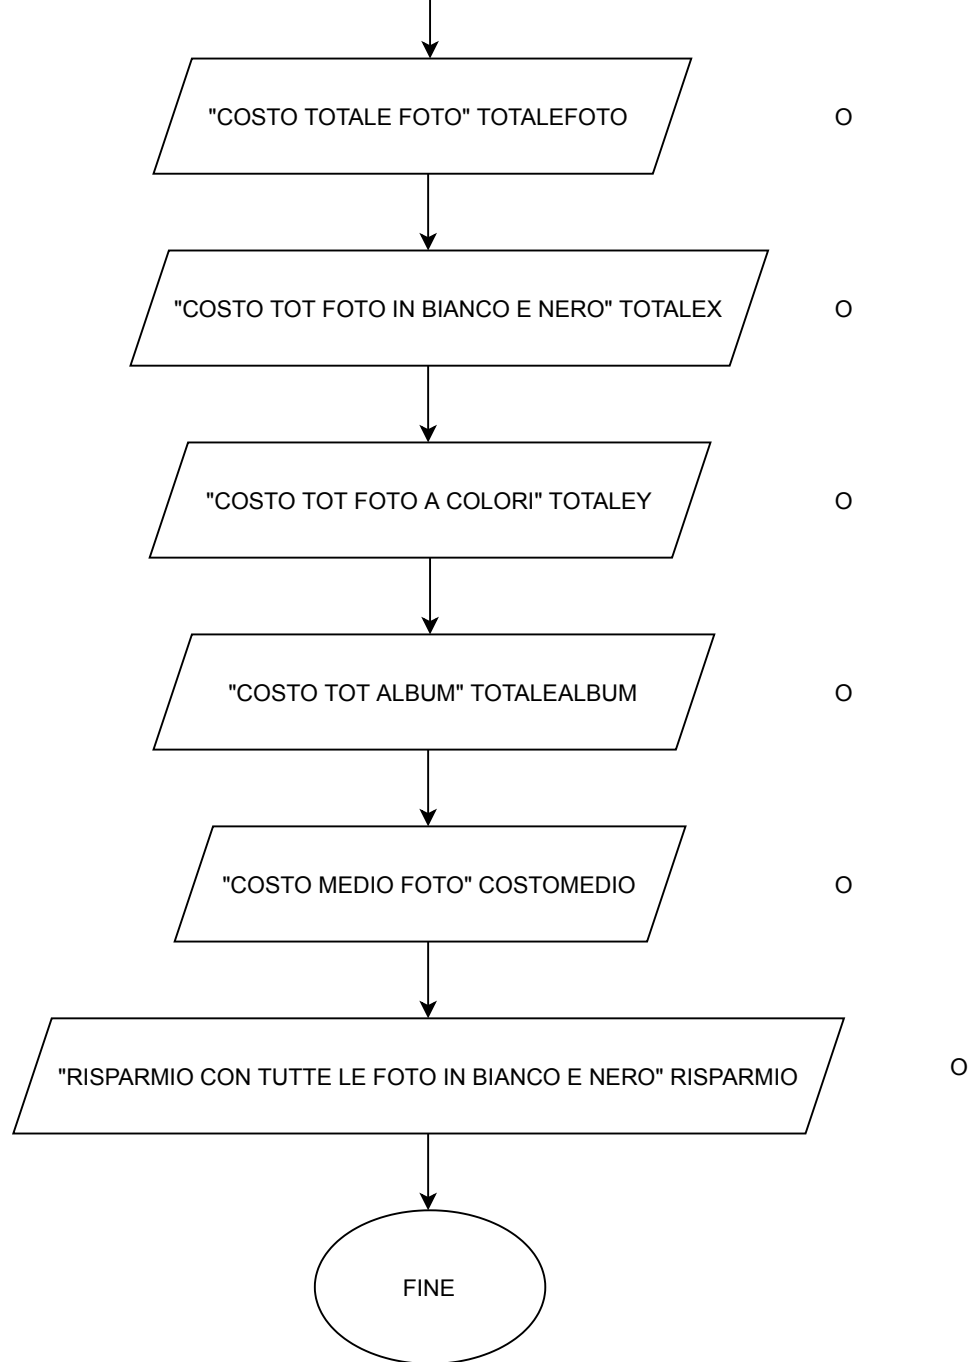 "COSTO TOTALE FOTO" TOTALEFOTO
O
"COSTO TOT FOTO IN BIANCO E NERO" TOTALEX
O
"COSTO TOT FOTO A COLORI" TOTALEY
O
"COSTO TOT ALBUM" TOTALEALBUM
O
"COSTO MEDIO FOTO" COSTOMEDIO
O
"RISPARMIO CON TUTTE LE FOTO IN BIANCO E NERO" RISPARMIO
O
FINE